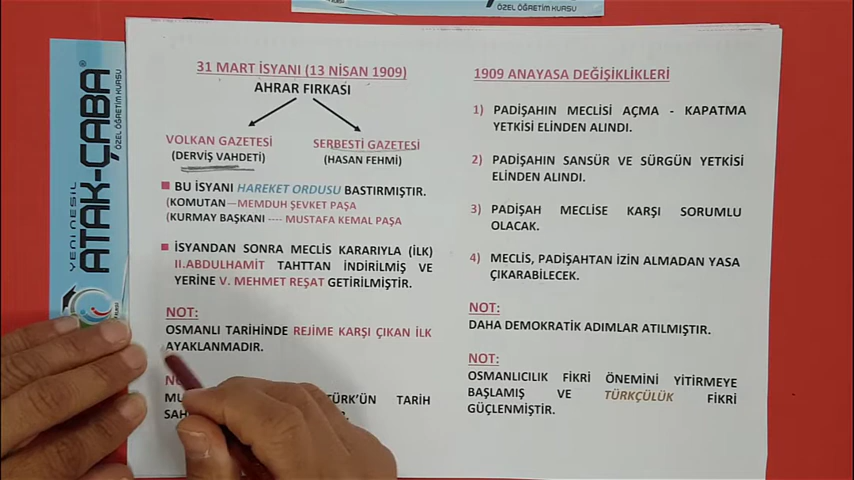 ÖZEL ÖĞRETİM KURSU
YENİ NESİL
ATAK-ÇABA®
ÖZEL ÖĞRETİM KURSU
31 MART İSYANI (13 NİSAN 1909)
AHRAR FIRKASI
VOLKAN GAZETESİ
(DERVİŞ VAHDETİ)
SERBESTİ GAZETESİ
(HASAN FEHMİ)
BU İSYANI HAREKET ORDUSU BASTIRMIŞTIR.
(KOMUTAN---MEMDUH ŞEVKET PAŞA
(KURMAY BAŞKANI ---- MUSTAFA KEMAL PAŞA
İSYANDAN SONRA MECLİS KARARIYLA (İLK)
II.ABDULHAMİT TAHTTAN İNDİRİLMİŞ VE
YERİNE V. MEHMET REŞAT GETİRİLMİŞTİR.
NOT:
OSMANLI TARİHİNDE REJİME KARŞI ÇIKAN İLK
AYAKLANMADIR.
TARİH
1909 ANAYASA DEĞİŞİKLİKLERİ
1) PADİŞAHIN MECLİSİ AÇMA - KAPATMA
YETKİSİ ELİNDEN ALINDI.
2) PADİŞAHIN SANSÜR VE SÜRGÜN YETKİSİ
ELİNDEN ALINDI.
3) PADİŞAH MECLİSE KARŞI SORUMLU
OLACAK.
4) MECLİS, PADİŞAHTAN İZİN ALMADAN YASA
ÇIKARABİLECEK.
NOT:
DAHA DEMOKRATİK ADIMLAR ATILMIŞTIR.
NOT:
OSMANLICILIK FİKRİ ÖNEMİNİ YİTİRMEYE
BAŞLAMIŞ VE TÜRKÇÜLÜK FİKRİ
GÜÇLENMİŞTİR.